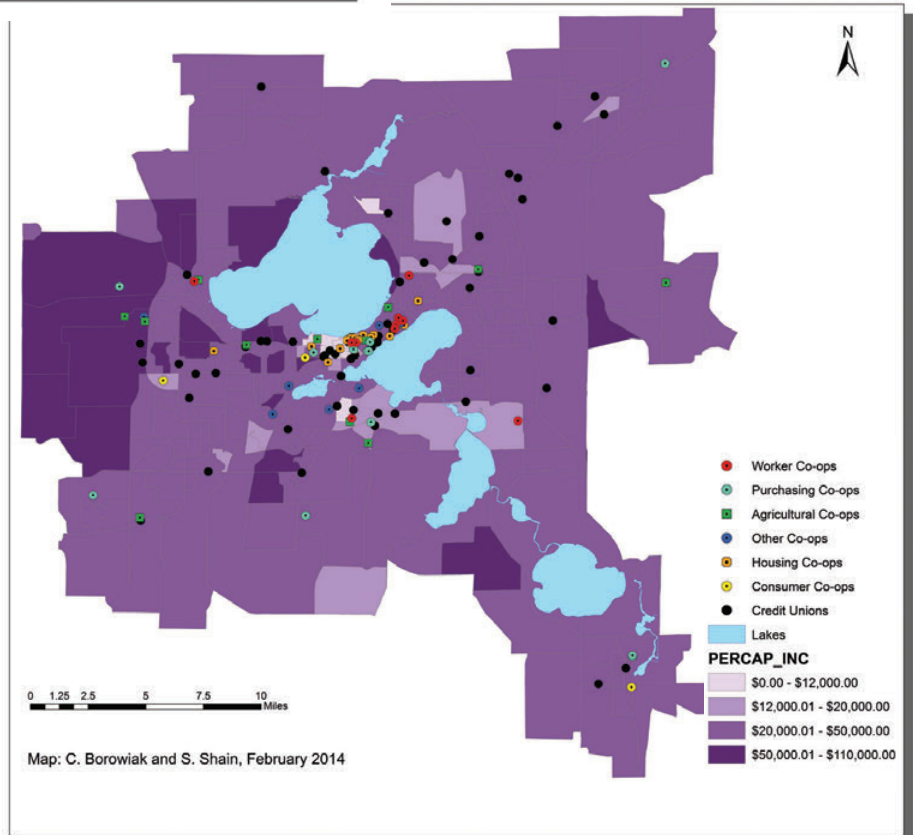 N
Worker Co-ops
Purchasing Co-ops
Agricultural Co-ops
Other Co-ops
Housing Co-ops
Consumer Co-ops
Credit Unions
Lakes
PERCAP_INC
$0.00 - $12,000.00
$12,000.01 - $20,000.00
$20,000.01 - $50,000.00
$50,000.01 - $110,000.00
0 1.25 2.5 5 7.5 10
Miles
Map: C. Borowiak and S. Shain, February 2014